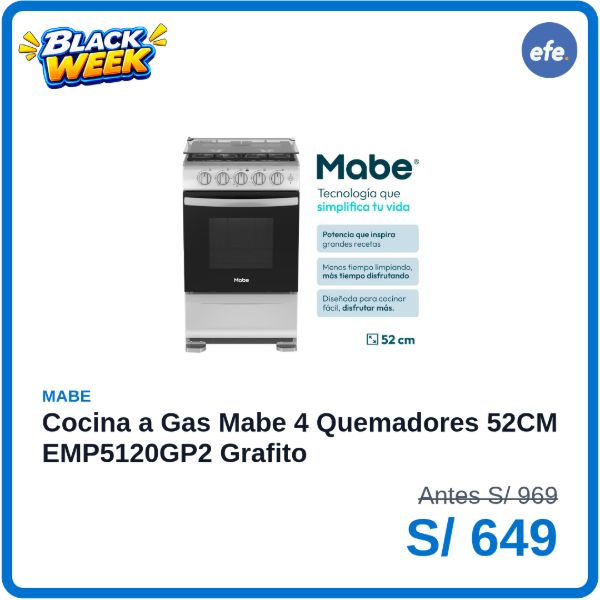 BLACK
WEEK
efe.
Mabe®
Tecnología que
simplifica tu vida
Potencia que inspira
grandes recetas
Menos tiempo limpiando,
más tiempo disfrutando
Diseñada para cocinar
fácil, disfrutar más.
Mabe
52 cm
MABE
Cocina a Gas Mabe 4 Quemadores 52CM
EMP5120GP2 Grafito
Antes S/ 969
S/ 649